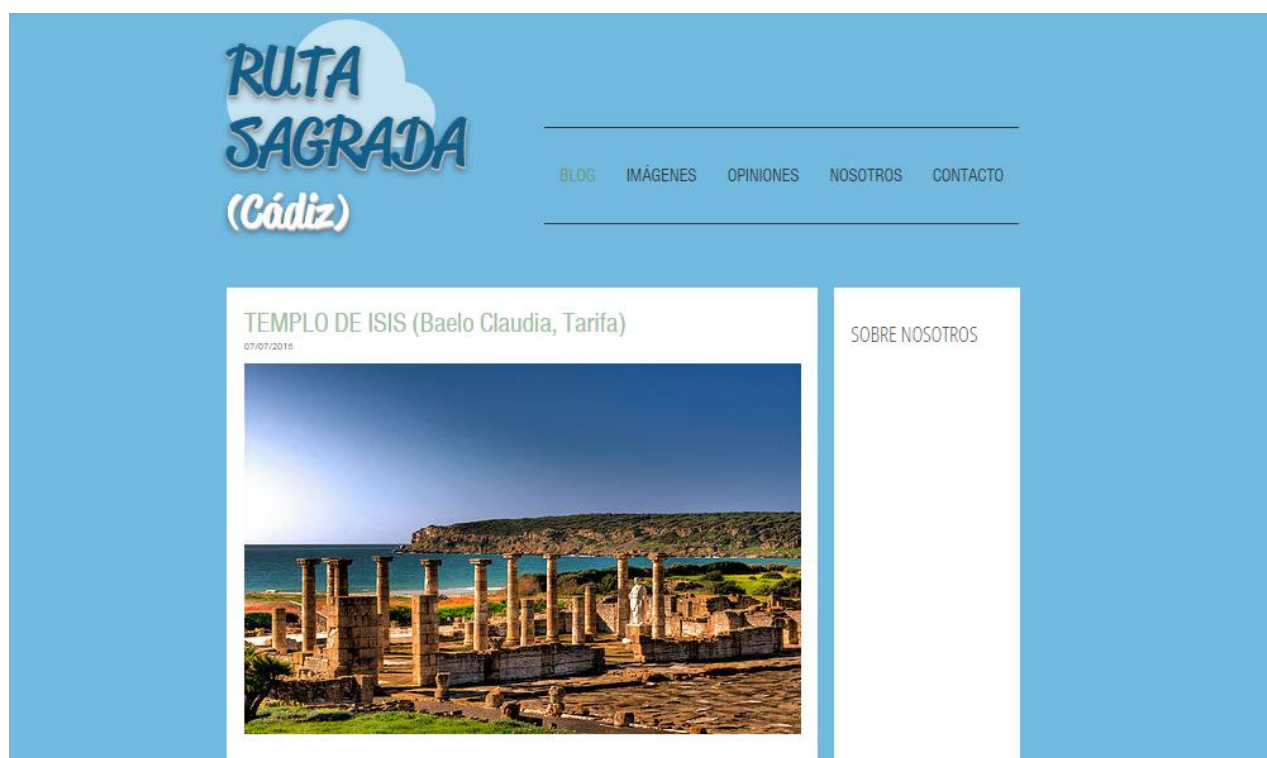 RUTA
SAGRADA
(Cádiz)
BLOG IMÁGENES OPINIONES NOSOTROS CONTACTO
TEMPLO DE ISIS (Baelo Claudia, Tarifa)
07/07/2016
SOBRE NOSOTROS